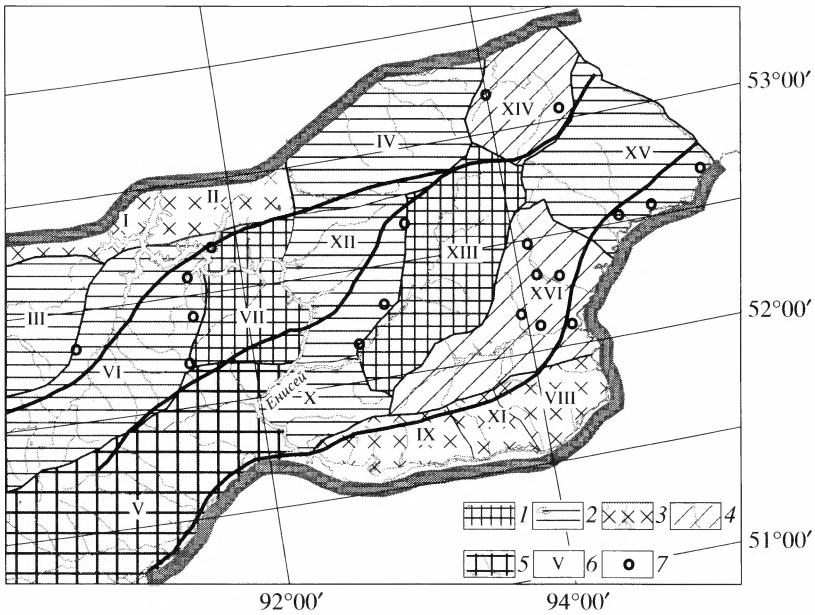 53°00′
XIV
IV
XV
II
I
XII
XIII
XVI
52°00′
III
VII
VI
Енисей
X
VIII
XI
IX
V
1
2
3
4
5
V
6
7
51°00′
92°00′
94°00′